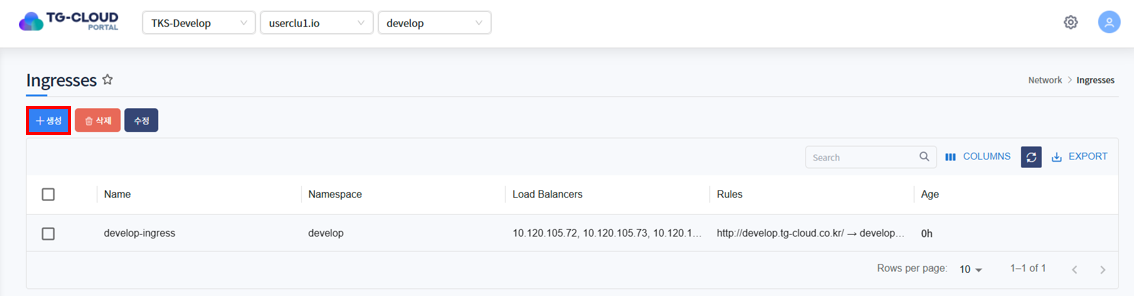 TG-CLOUD
PORTAL
TKS-Develop
userclu1.io
develop
Ingresses
Network > Ingresses
+ 생성
삭제
수정
Search
COLUMNS
EXPORT
Name Namespace Load Balancers Rules Age
develop-ingress develop 10.120.105.72, 10.120.105.73, 10.120.1... http://develop.tg-cloud.co.kr/ → develop... 0h
Rows per page: 10 1–1 of 1